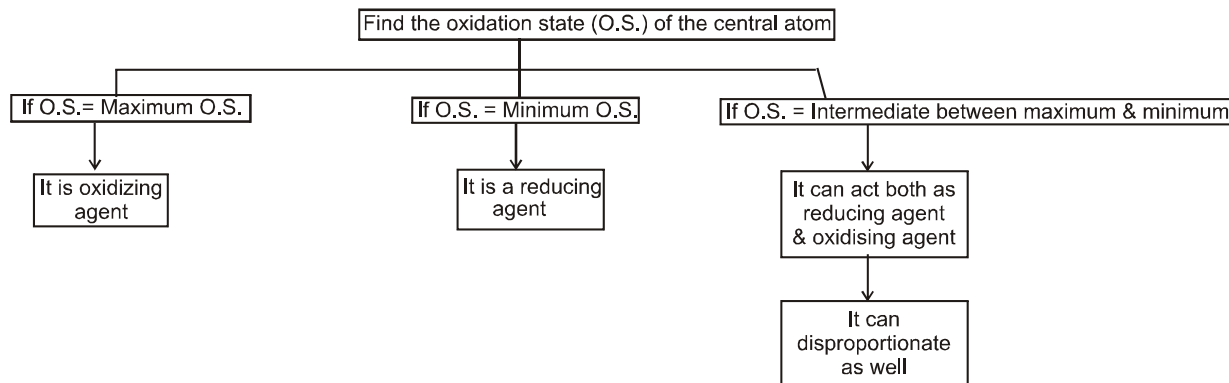 Find the oxidation state (O.S.) of the central atom
If O.S.= Maximum O.S.
If O.S. = Minimum O.S.
If O.S. = Intermediate between maximum & minimum
It is oxidizing
agent
It is a reducing
agent
It can act both as
reducing agent
& oxidising agent
It can
disproportionate
as well